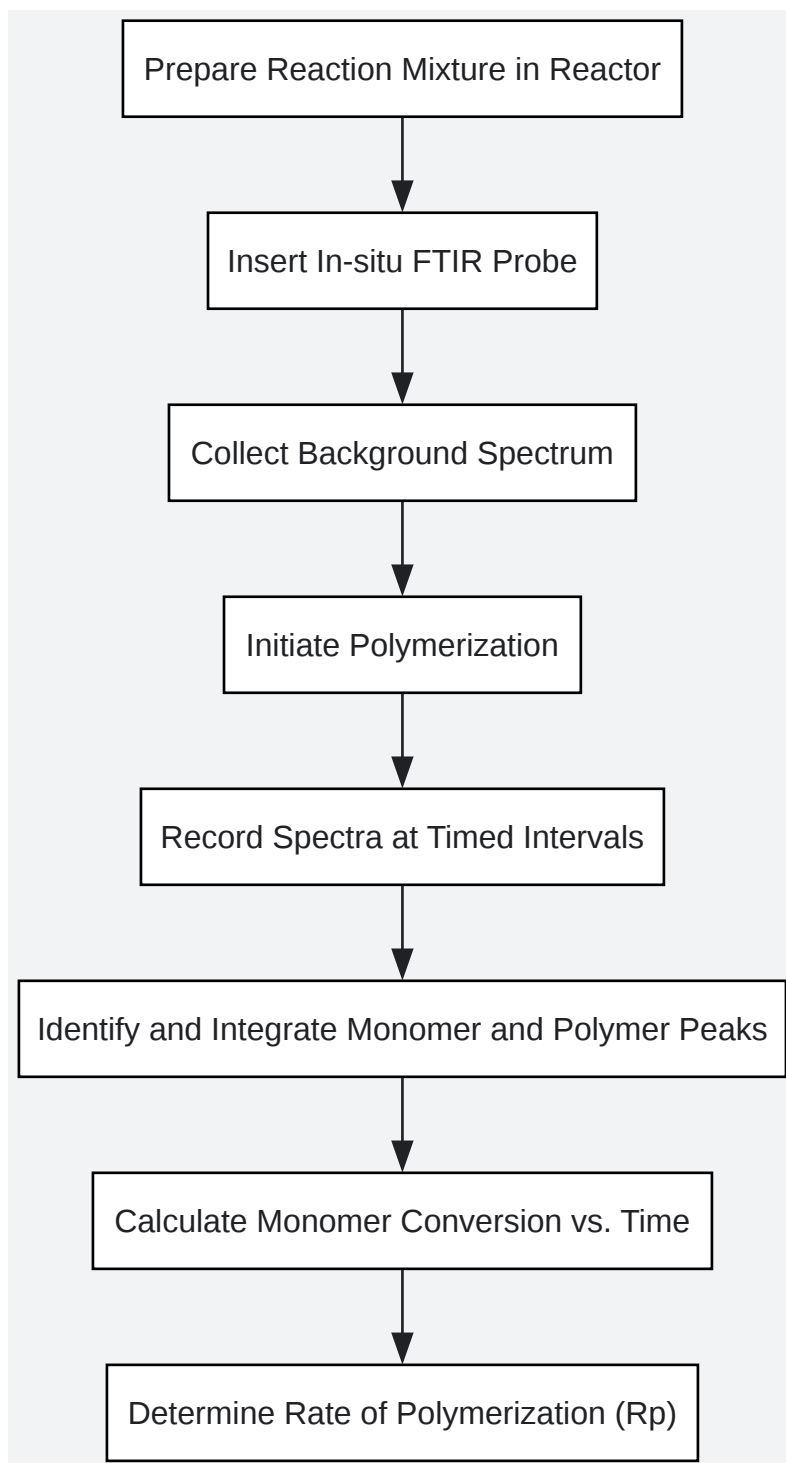 Prepare Reaction Mixture in Reactor
Insert In-situ FTIR Probe
Collect Background Spectrum
Initiate Polymerization
Record Spectra at Timed Intervals
Identify and Integrate Monomer and Polymer Peaks
Calculate Monomer Conversion vs. Time
Determine Rate of Polymerization (Rp)